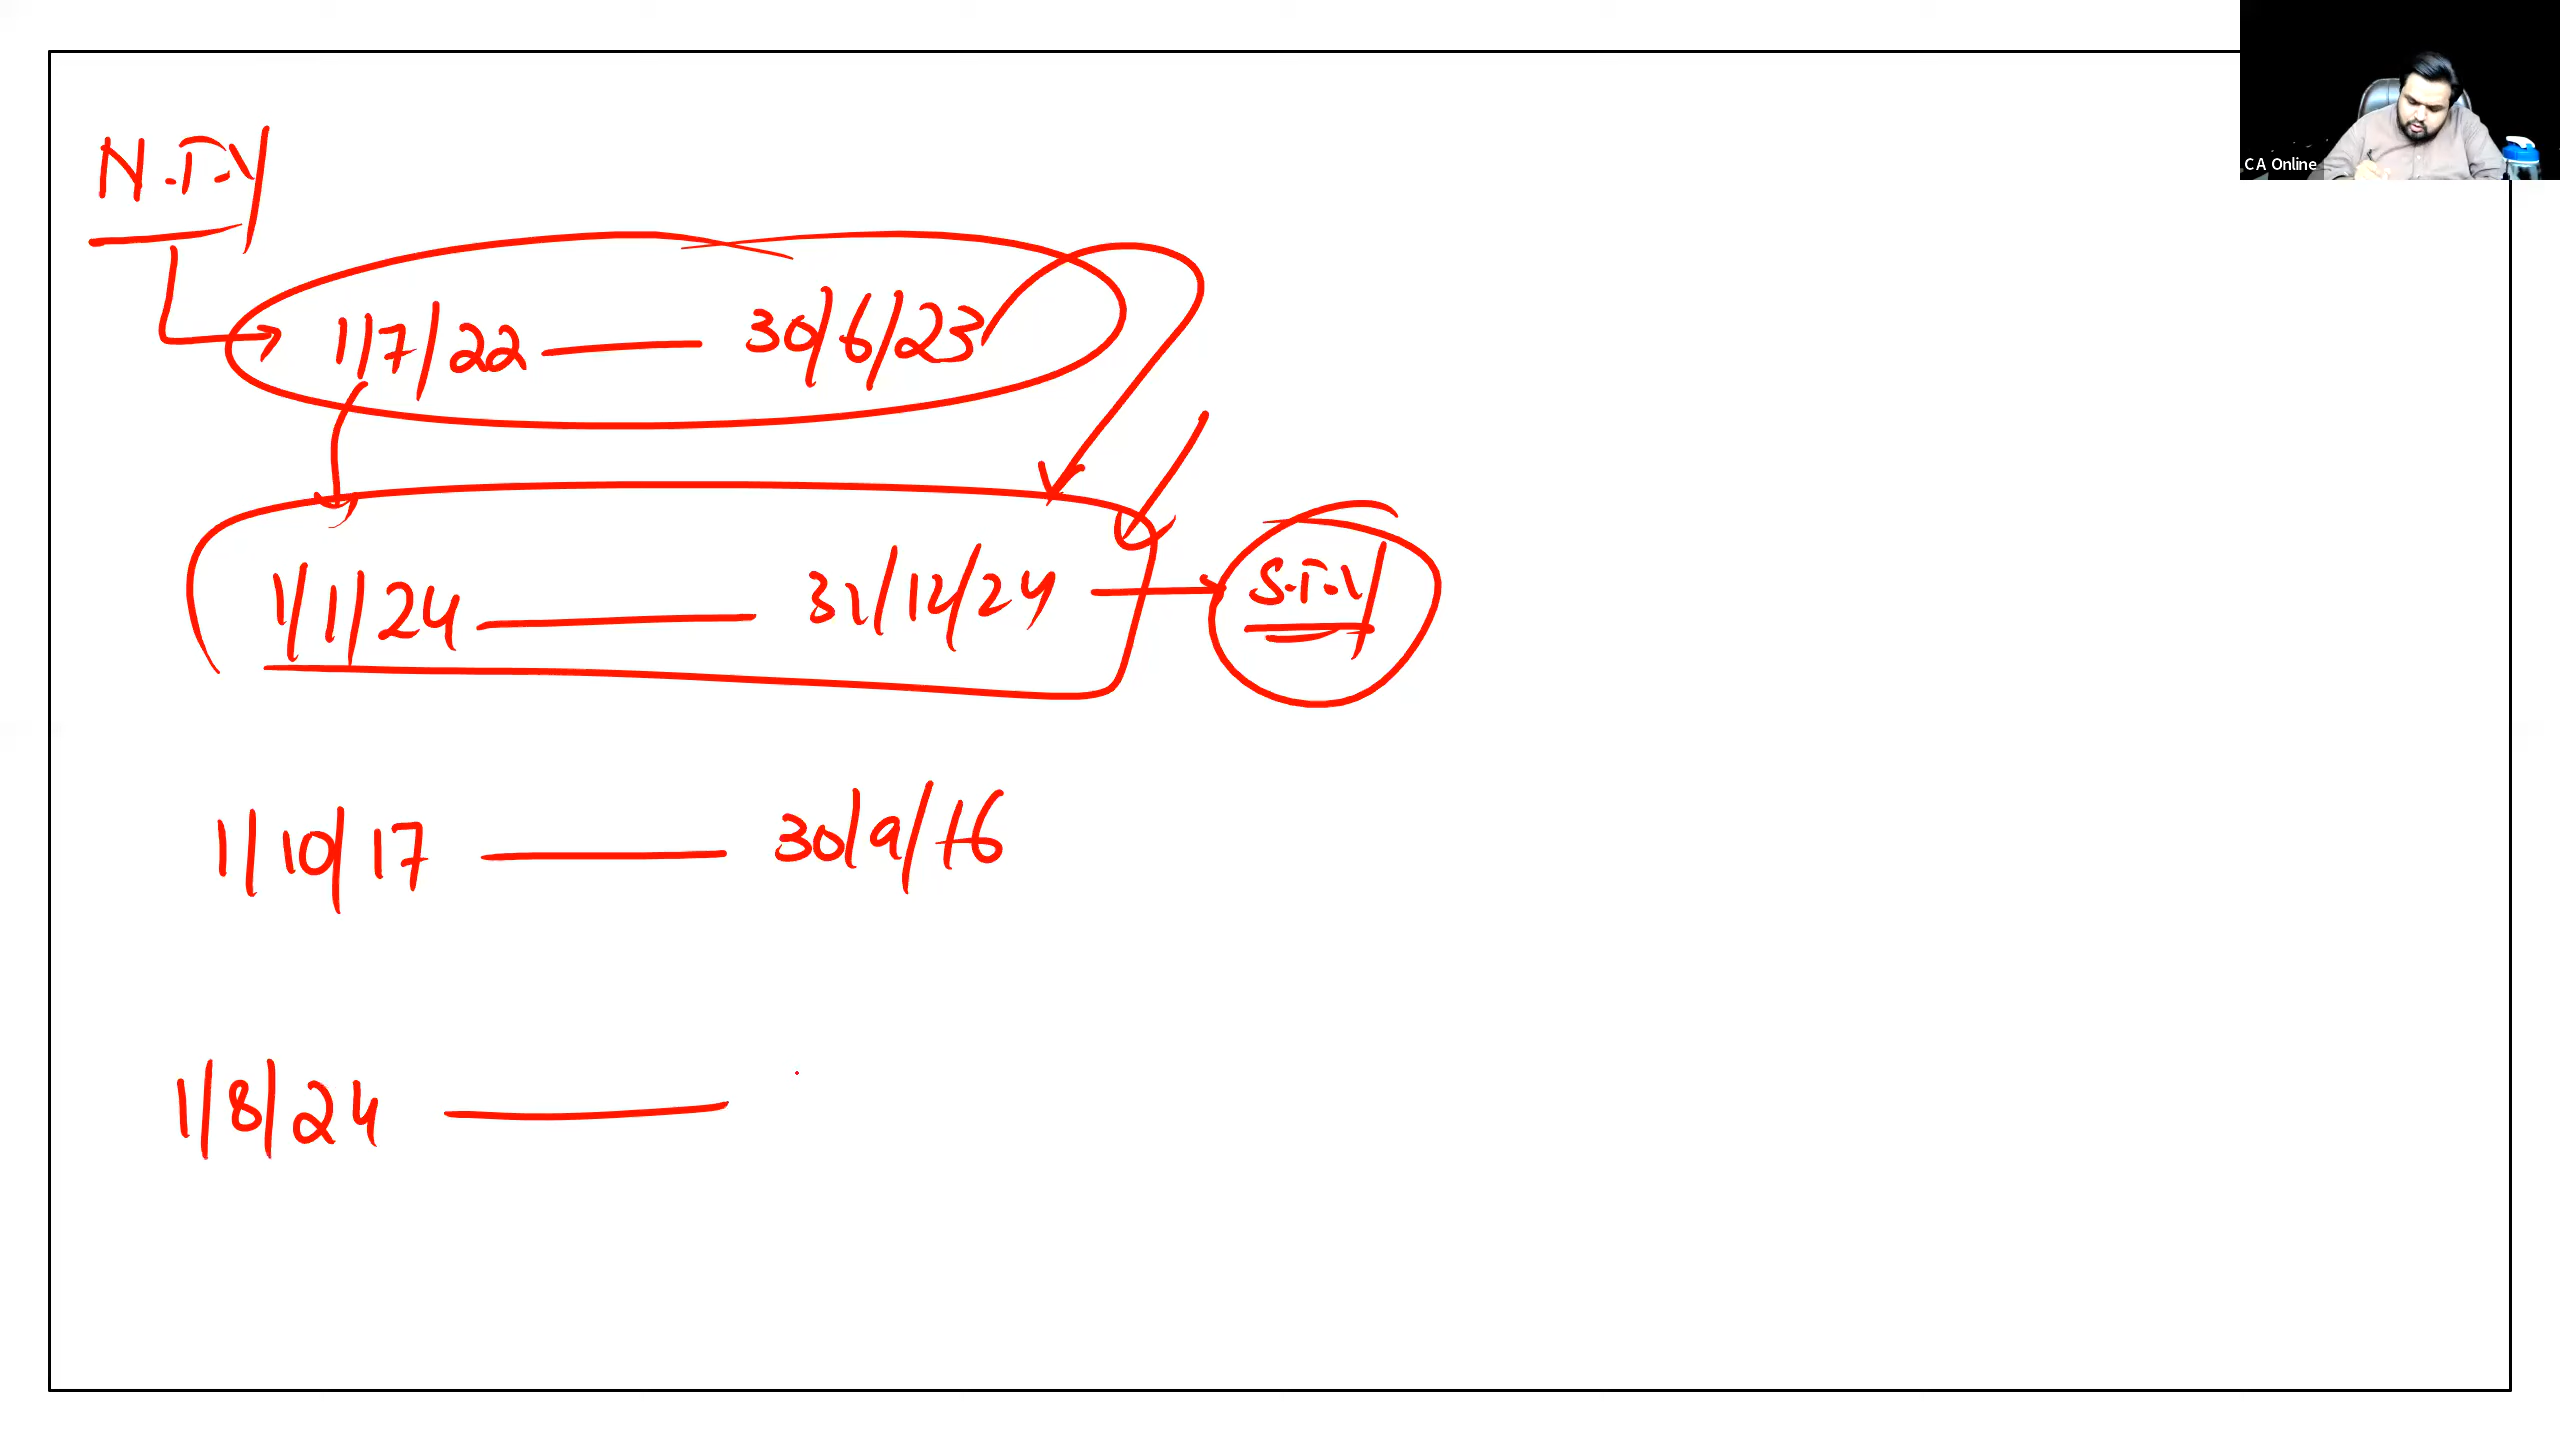 C A Online
N.T.Y
1/7/22 — 30/6/23
1/1/24 — 31/12/24 → S.T.Y
1/10/17 — 30/9/16
1/8/24 —